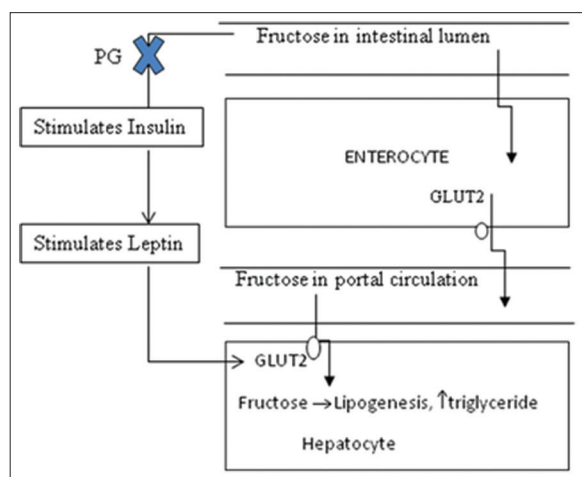 Fructose in intestinal lumen
PG
Stimulates Insulin
ENTEROCYTE
GLUT2
Stimulates Leptin
Fructose in portal circulation
GLUT2
Fructose → Lipogenesis, ↑triglyceride
Hepatocyte